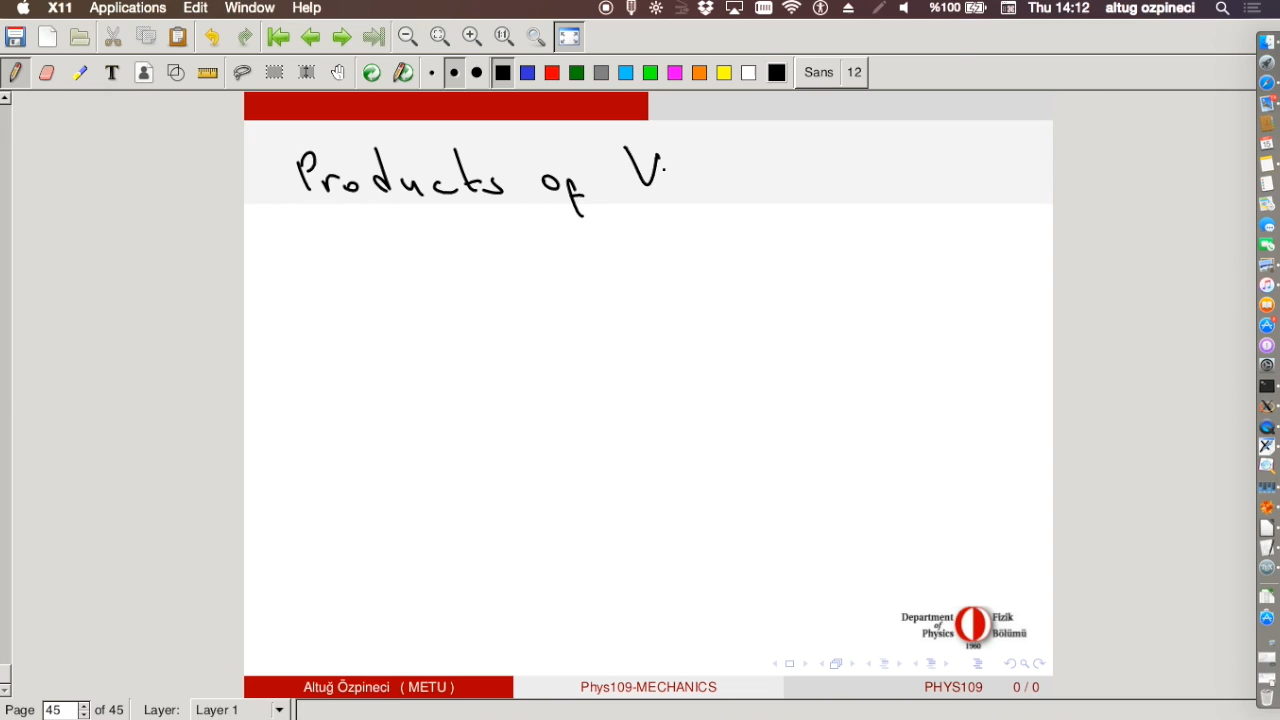 X11 Applications Edit Window Help %100 Thu 14:12 altug ozpineci
Sans 12
Products of V
Department of Physics
Fizik Bölümü
1960
Altuğ Özpineci ( METU ) Phys109-MECHANICS PHYS109 0 / 0
Page 45 of 45 Layer: Layer 1